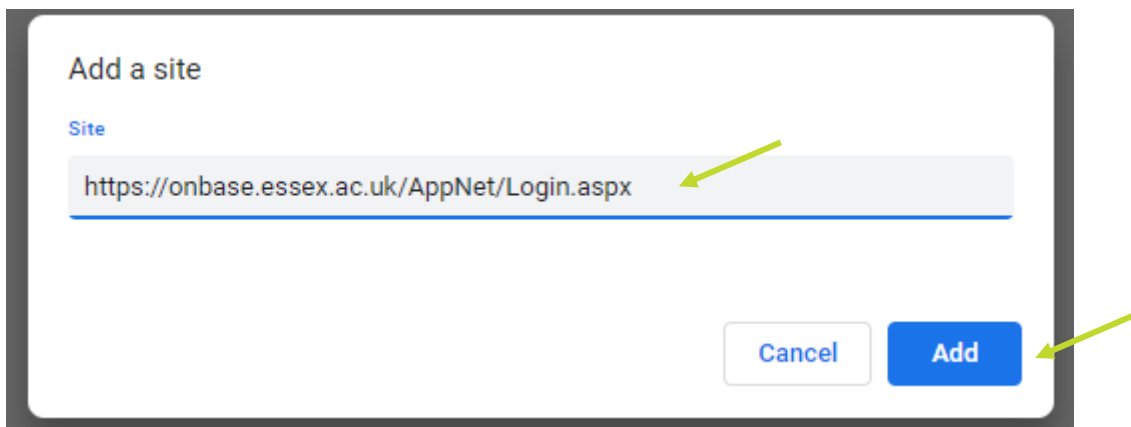 Add a site
Site
https://onbase.essex.ac.uk/AppNet/Login.aspx
Cancel
Add